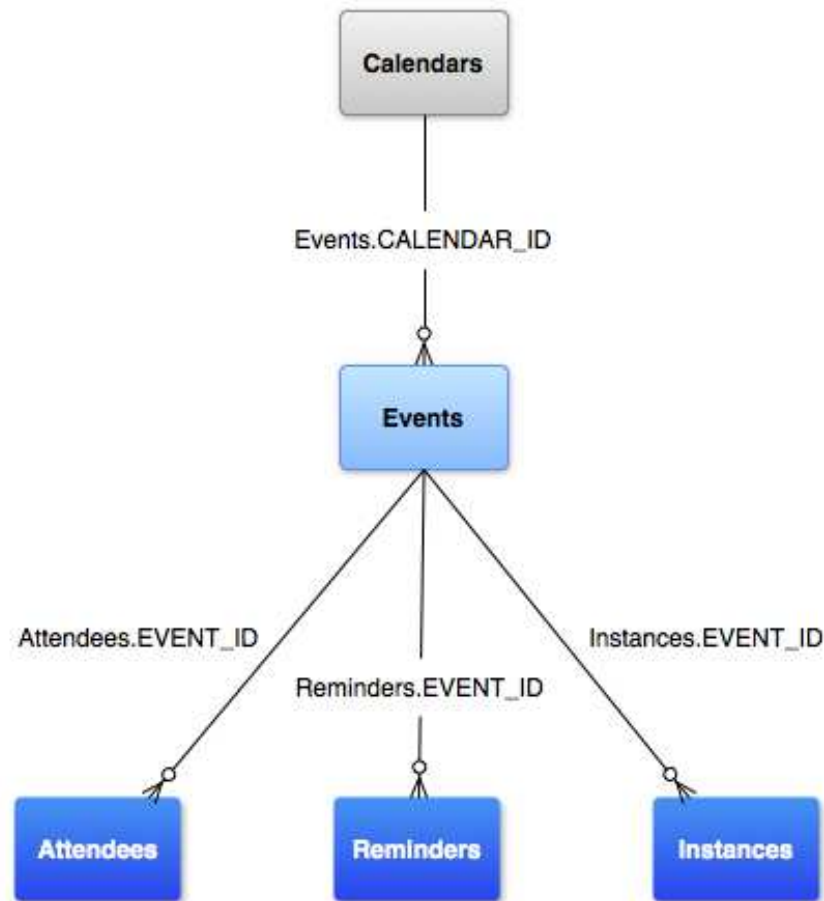 Calendars
Events.CALENDAR_ID
Events
Attendees.EVENT_ID
Instances.EVENT_ID
Reminders.EVENT_ID
Attendees
Reminders
Instances